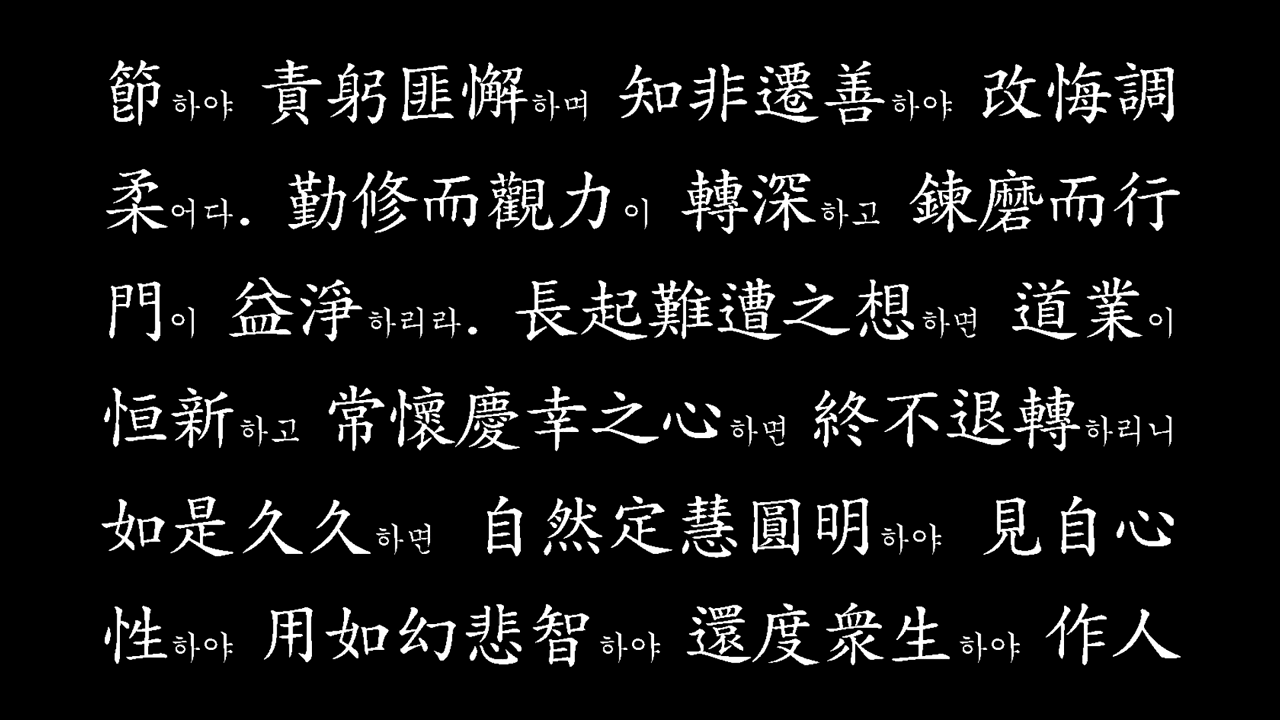 節하야 責躬匪懈하며 知非遷善하야 改悔調
柔어다. 勤修而觀力이 轉深하고 鍊磨而行
門이 益淨하리라. 長起難遭之想하면 道業이
恒新하고 常懷慶幸之心하면 終不退轉하리니
如是久久하면 自然定慧圓明하야 見自心
性하야 用如幻悲智하야 還度衆生하야 作人